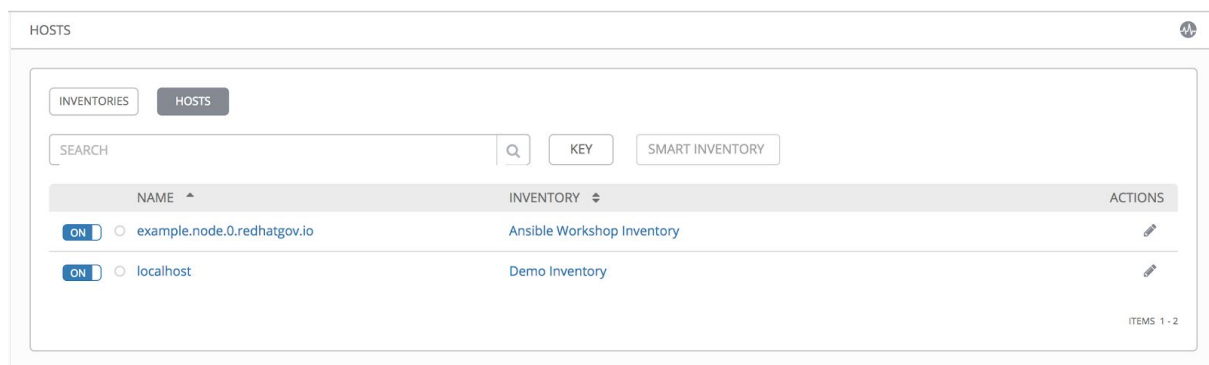 HOSTS
INVENTORIES HOSTS
SEARCH KEY SMART INVENTORY
NAME INVENTORY ACTIONS
ON example.node.0.redhatgov.io Ansible Workshop Inventory
ON localhost Demo Inventory
ITEMS 1 - 2